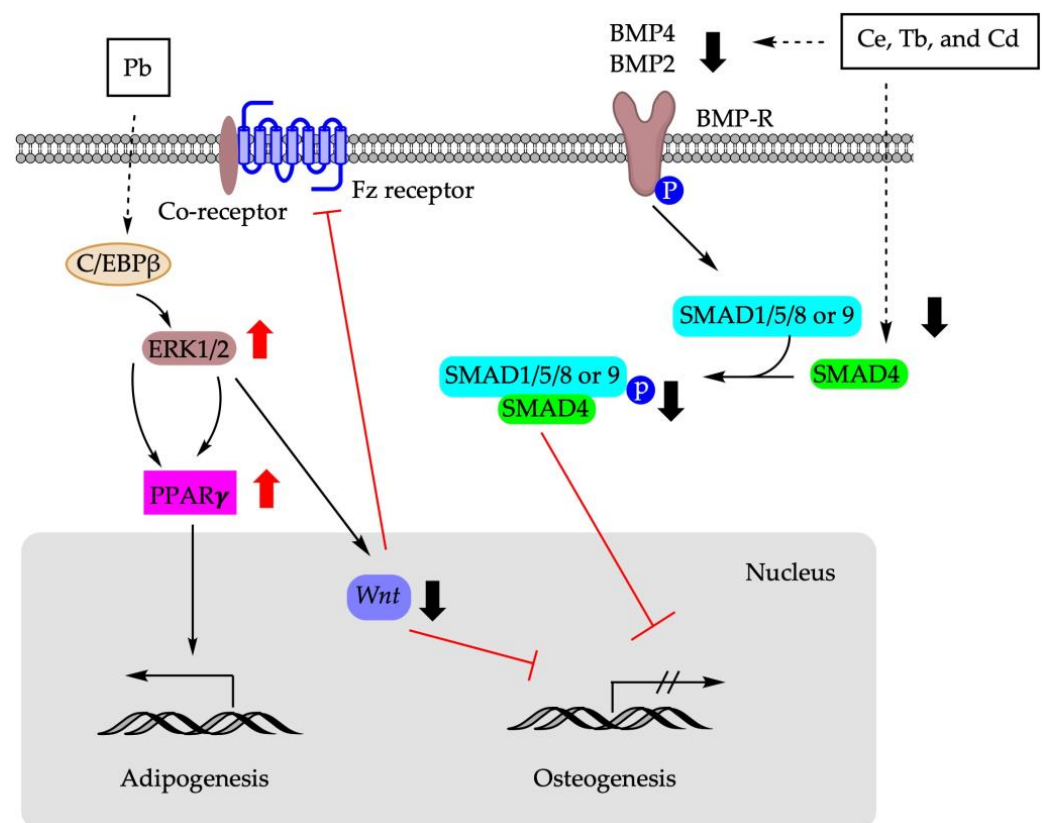 BMP4
BMP2
Ce, Tb, and Cd
Pb
BMP-R
Co-receptor
Fz receptor
P
C/EBPβ
SMAD1/5/8 or 9
ERK1/2
SMAD4
SMAD1/5/8 or 9
P
SMAD4
PPARγ
Nucleus
Wnt
Adipogenesis
Osteogenesis